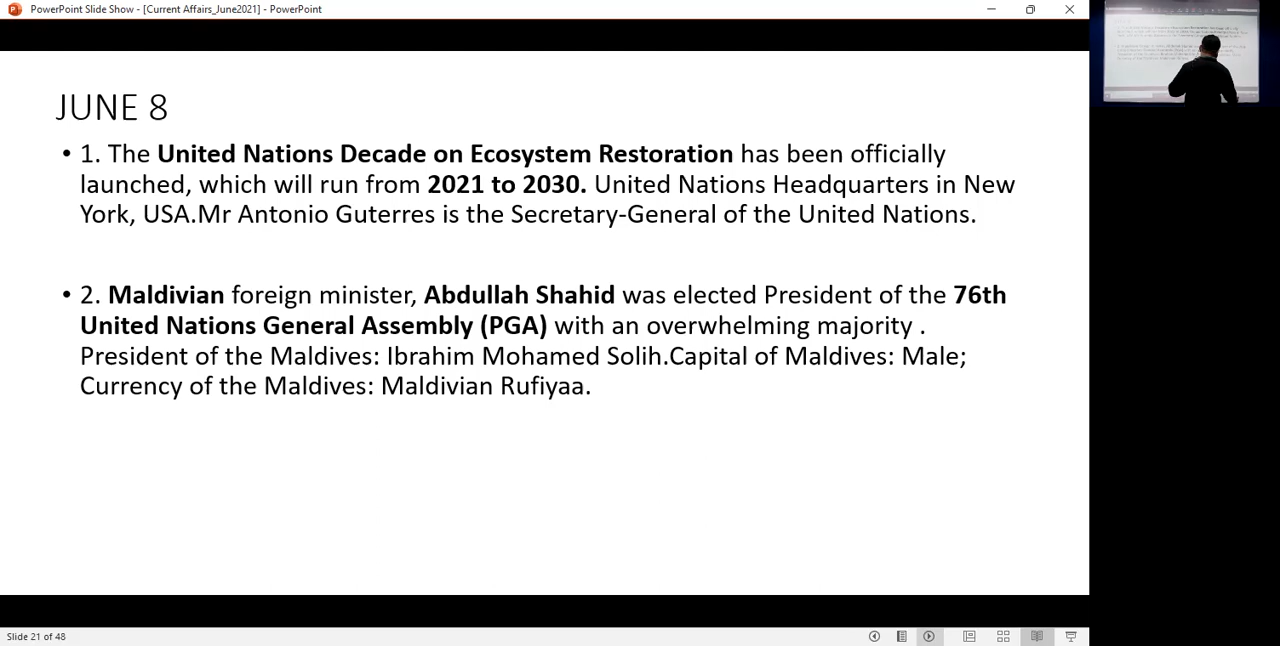 PowerPoint Slide Show - [Current Affairs_June2021] - PowerPoint
JUNE 8
• 1. The United Nations Decade on Ecosystem Restoration has been officially
launched, which will run from 2021 to 2030. United Nations Headquarters in New
York, USA.Mr Antonio Guterres is the Secretary-General of the United Nations.
• 2. Maldivian foreign minister, Abdullah Shahid was elected President of the 76th
United Nations General Assembly (PGA) with an overwhelming majority .
President of the Maldives: Ibrahim Mohamed Solih.Capital of Maldives: Male;
Currency of the Maldives: Maldivian Rufiyaa.
Slide 21 of 48